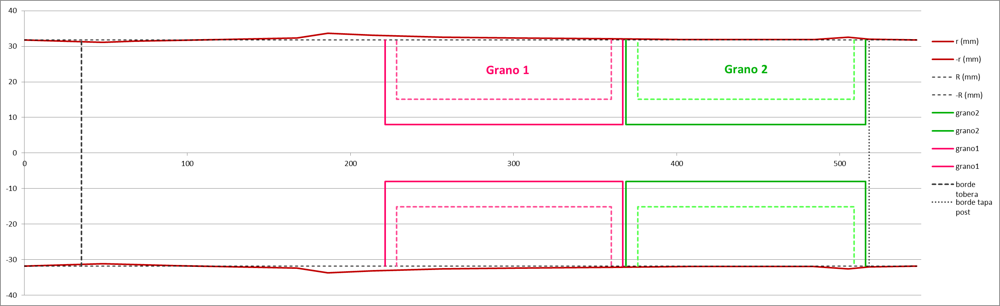 40
30
20
10
0
-10
-20
-30
-40
0
100
200
300
400
500
Grano 1
Grano 2
r (mm)
-r (mm)
R (mm)
-R (mm)
grano2
grano2
grano1
grano1
borde
tobera
borde tapa
post